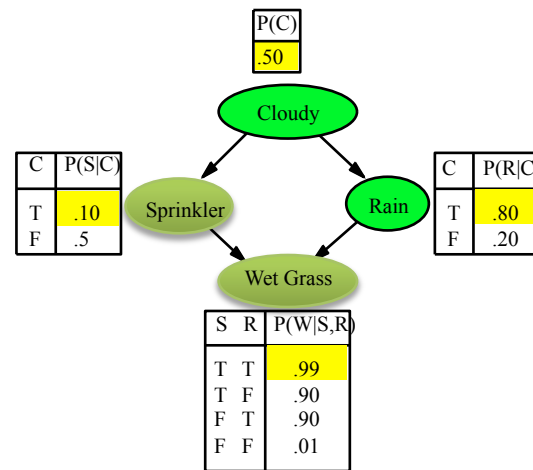 P(C)
.50
Cloudy
C P(S|C)
T .10
F .5
Sprinkler
Rain
C P(R|C
T .80
F .20
Wet Grass
S R P(W|S,R)
T T .99
T F .90
F T .90
F F .01